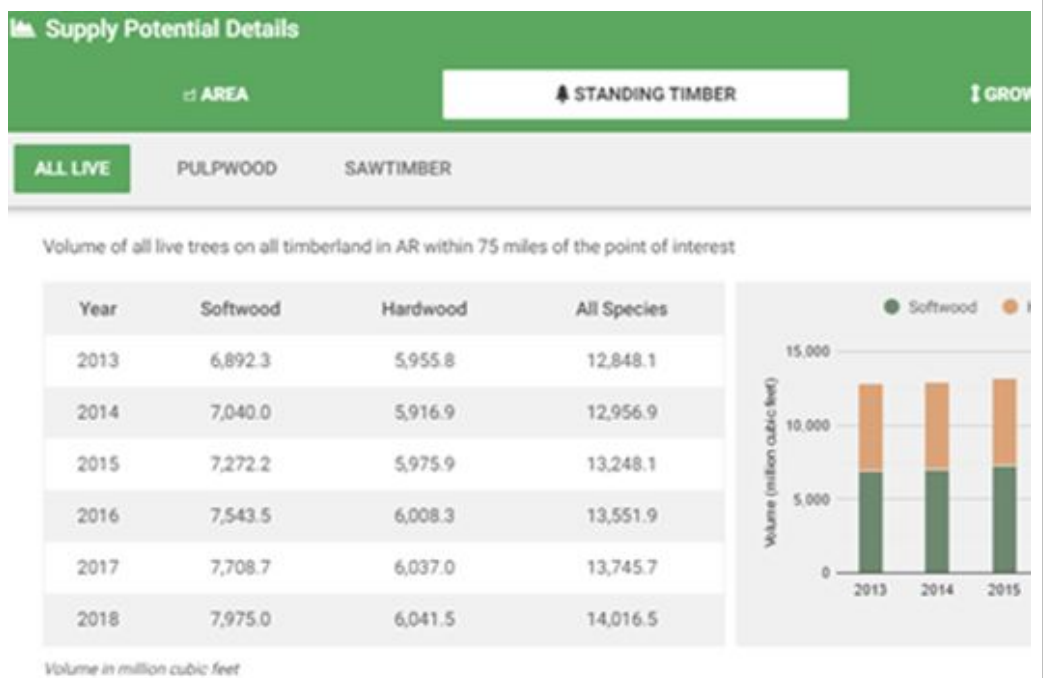 Supply Potential Details
AREA STANDING TIMBER GROW
ALL LIVE PULPWOOD SAWTIMBER
Volume of all live trees on all timberland in AR within 75 miles of the point of interest
Year Softwood Hardwood All Species
2013 6,892.3 5,955.8 12,848.1
2014 7,040.0 5,916.9 12,956.9
2015 7,272.2 5,975.9 13,248.1
2016 7,543.5 6,008.3 13,551.9
2017 7,708.7 6,037.0 13,745.7
2018 7,975.0 6,041.5 14,016.5
Volume in million cubic feet
Softwood
Volume (million cubic feet)
15,000
10,000
5,000
0
2013 2014 2015